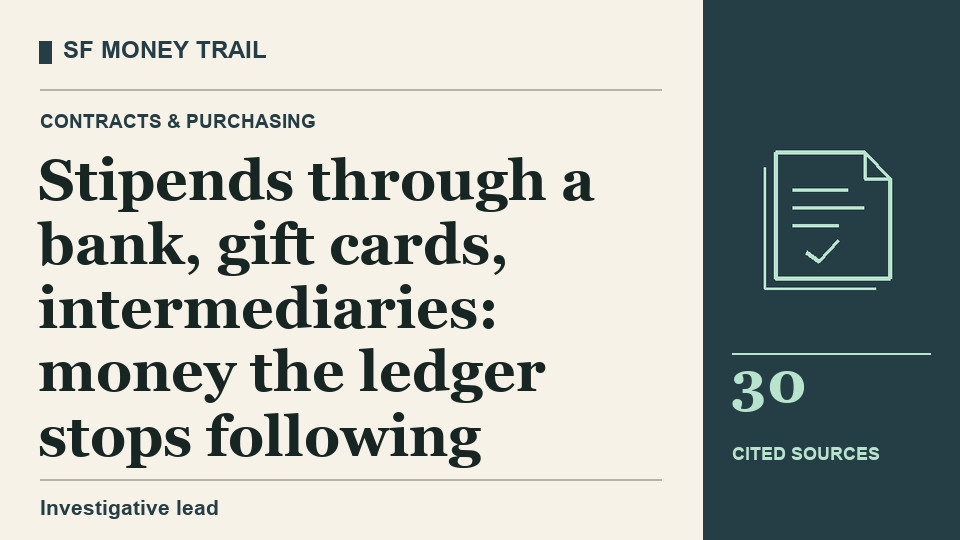 SF MONEY TRAIL
CONTRACTS & PURCHASING
Stipends through a
bank, gift cards,
intermediaries:
money the ledger
stops following
Investigative lead
30
CITED SOURCES